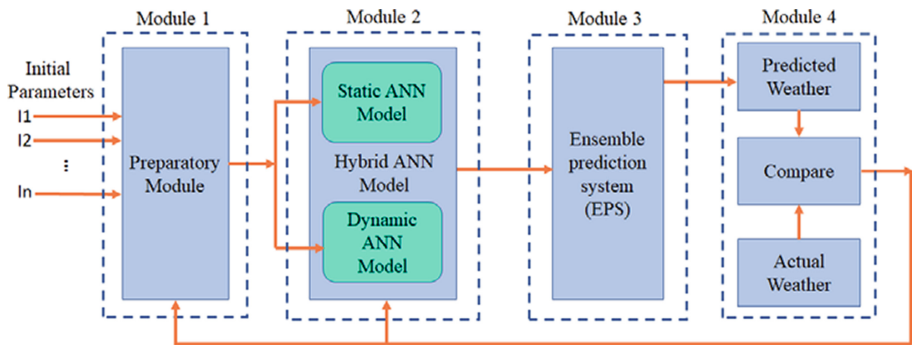 Module 1
Module 2
Module 3
Module 4
Initial
Parameters
I1
I2
⋮
In
Preparatory
Module
Static ANN
Model
Hybrid ANN
Model
Dynamic
ANN
Model
Ensemble
prediction
system
(EPS)
Predicted
Weather
Compare
Actual
Weather